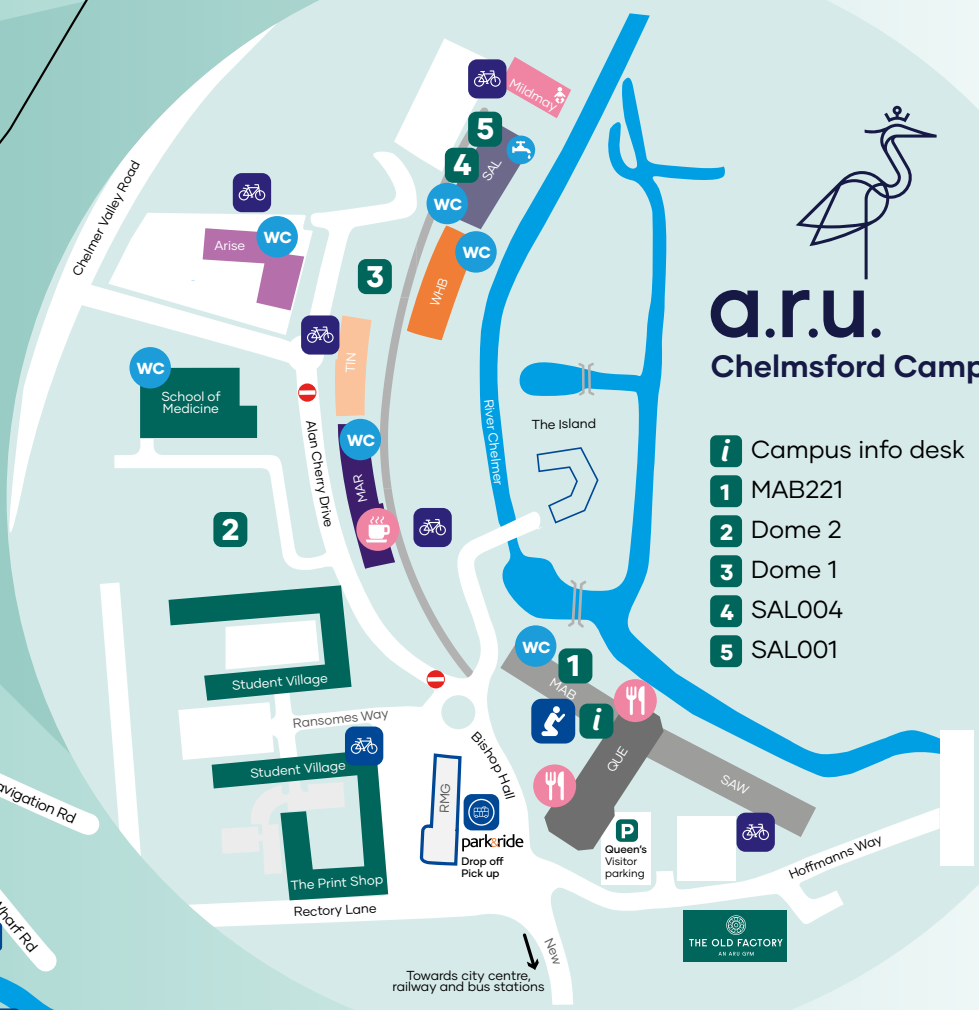 Mildmay
5
SAL
4
WC
Chelmer Valley Road
Arise
WC
WC
WHB
3
TIN
WC
School of
Medicine
Alan Cherry Drive
WC
MAR
2
River Chelmer
The Island
a.r.u.
Chelmsford Camp
i Campus info desk
1 MAB221
2 Dome 2
3 Dome 1
4 SAL004
5 SAL001
Student Village
Ransomes Way
Student Village
The Print Shop
Rectory Lane
WC
1
MAB
i
QUE
SAW
Bishop Hall
RMG
park&ride
Drop off
Pick up
P
Queen's
Visitor
parking
Hoffmanns Way
THE OLD FACTORY
AN ARU GYM
New
Towards city centre,
railway and bus stations
avigation Rd
Wharf Rd